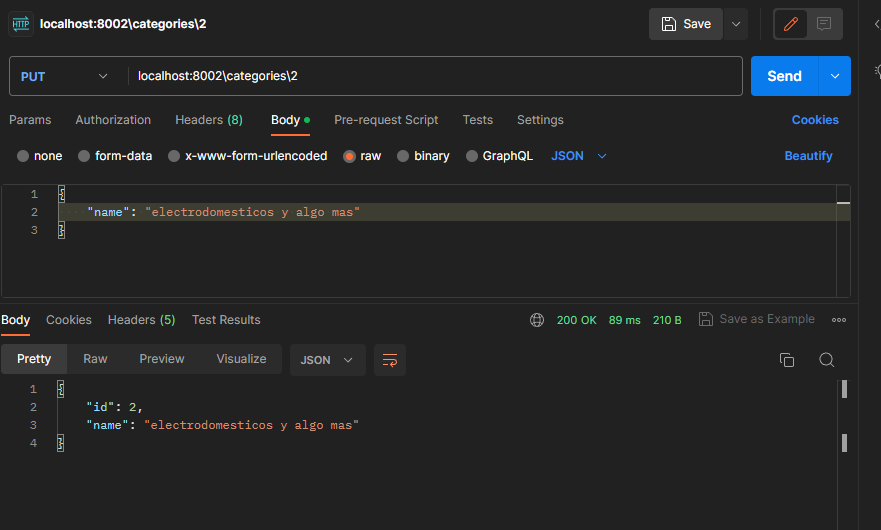 HTTP localhost:8002\categories\2 Save
PUT localhost:8002\categories\2 Send
Params Authorization Headers (8) Body Pre-request Script Tests Settings Cookies
none form-data x-www-form-urlencoded raw binary GraphQL JSON Beautify
1 {
2 "name": "electrodomesticos y algo mas"
3 }
Body Cookies Headers (5) Test Results 200 OK 89 ms 210 B Save as Example
Pretty Raw Preview Visualize JSON
1 {
2 "id": 2,
3 "name": "electrodomesticos y algo mas"
4 }